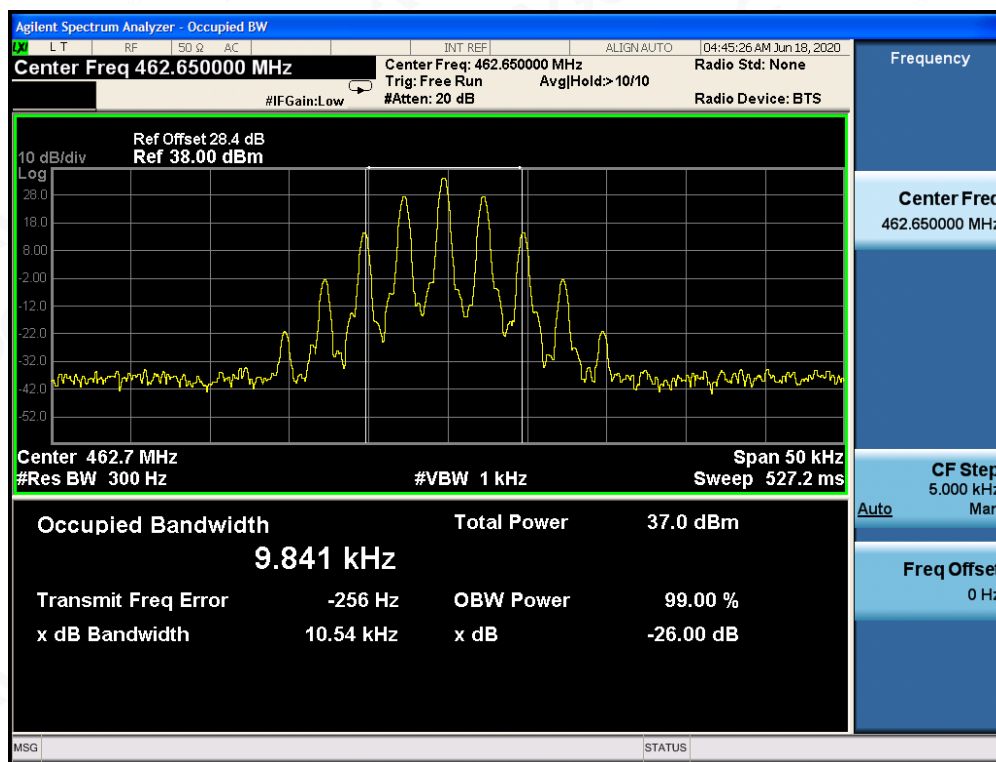 Agilent Spectrum Analyzer - Occupied BW
LXI L T RF 50 Ω AC INT REF ALIGN AUTO 04:45:26 AM Jun 18, 2020
Center Freq 462.650000 MHz
Center Freq: 462.650000 MHz
Radio Std: None
Trig: Free Run Avg|Hold:> 10/10
#IFGain:Low
#Atten: 20 dB
Radio Device: BTS
Ref Offset 28.4 dB
10 dB/div Ref 38.00 dBm
Log
28.0
18.0
8.00
-2.00
-12.0
-22.0
-32.0
-42.0
-52.0
Center 462.7 MHz Span 50 kHz
#Res BW 300 Hz #VBW 1 kHz Sweep 527.2 ms
Occupied Bandwidth Total Power 37.0 dBm
9.841 kHz
Transmit Freq Error -256 Hz OBW Power 99.00 %
x dB Bandwidth 10.54 kHz x dB -26.00 dB
MSG STATUS
Frequency
Center Freq
462.650000 MHz
CF Step
5.000 kHz
Auto Man
Freq Offset
0 Hz